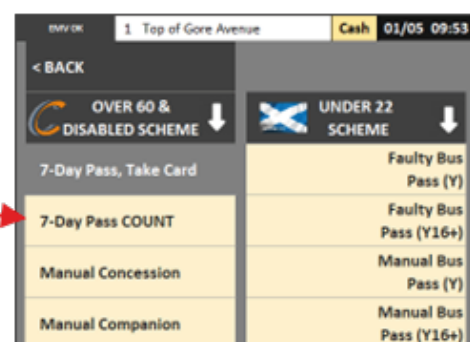 EMV OK 1 Top of Gore Avenue Cash 01/05 09:53
< BACK
OVER 60 &
DISABLED SCHEME
UNDER 22
SCHEME
7-Day Pass, Take Card
7-Day Pass COUNT
Manual Concession
Manual Companion
Faulty Bus
Pass (Y)
Faulty Bus
Pass (Y16+)
Manual Bus
Pass (Y)
Manual Bus
Pass (Y16+)